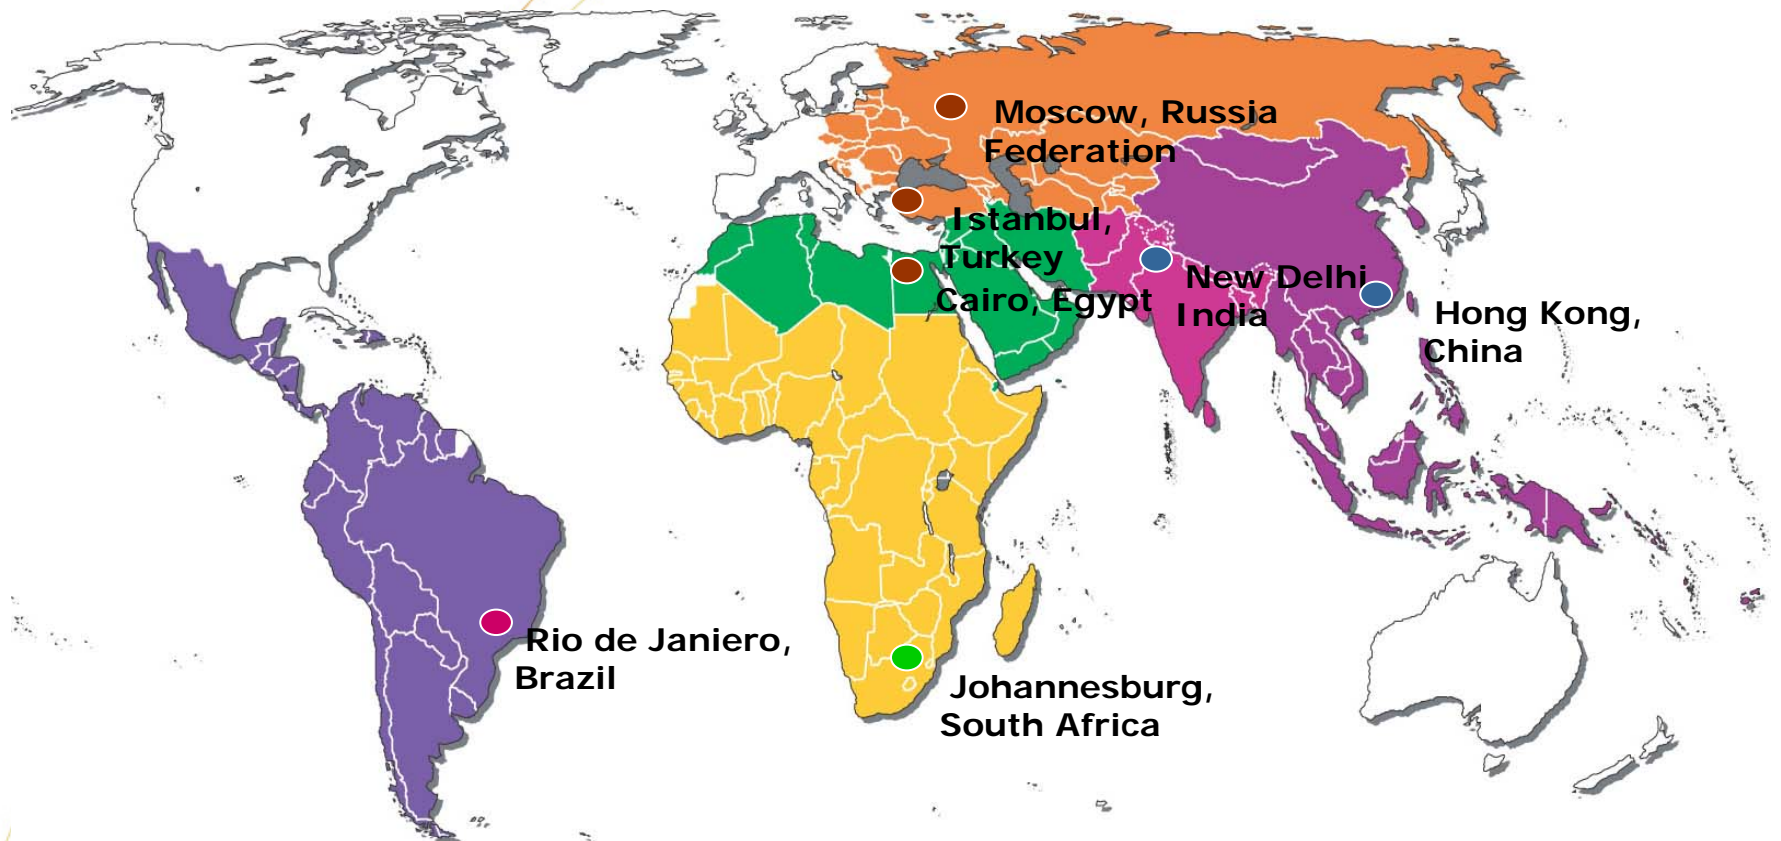 Moscow, Russia
Federation
Istanbul,
Turkey
Cairo, Egypt
New Delhi
India
Hong Kong,
China
Rio de Janiero,
Brazil
Johannesburg,
South Africa